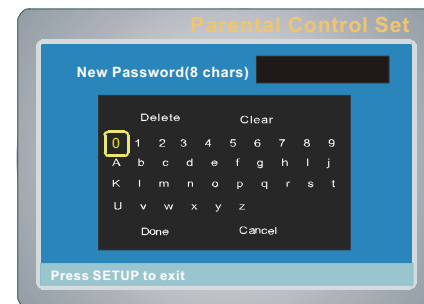 Parental Control Set
New Password(8 chars)
Delete Clear
0 1 2 3 4 5 6 7 8 9
A b c d e f g h I j
K l m n o p q r s t
U v w x y z
Done Cancel
Press SETUP to exit